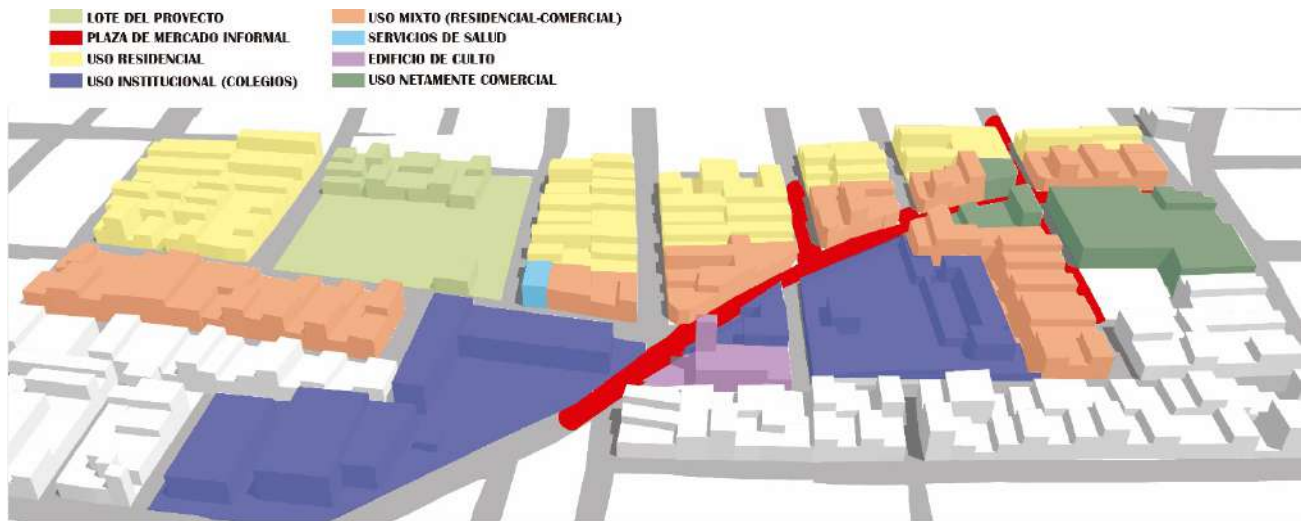 LOTE DEL PROYECTO
PLAZA DE MERCADO INFORMAL
USO RESIDENCIAL
USO INSTITUCIONAL (COLEGIOS)
USO MIXTO (RESIDENCIAL-COMERCIAL)
SERVICIOS DE SALUD
EDIFICIO DE CULTO
USO NETAMENTE COMERCIAL